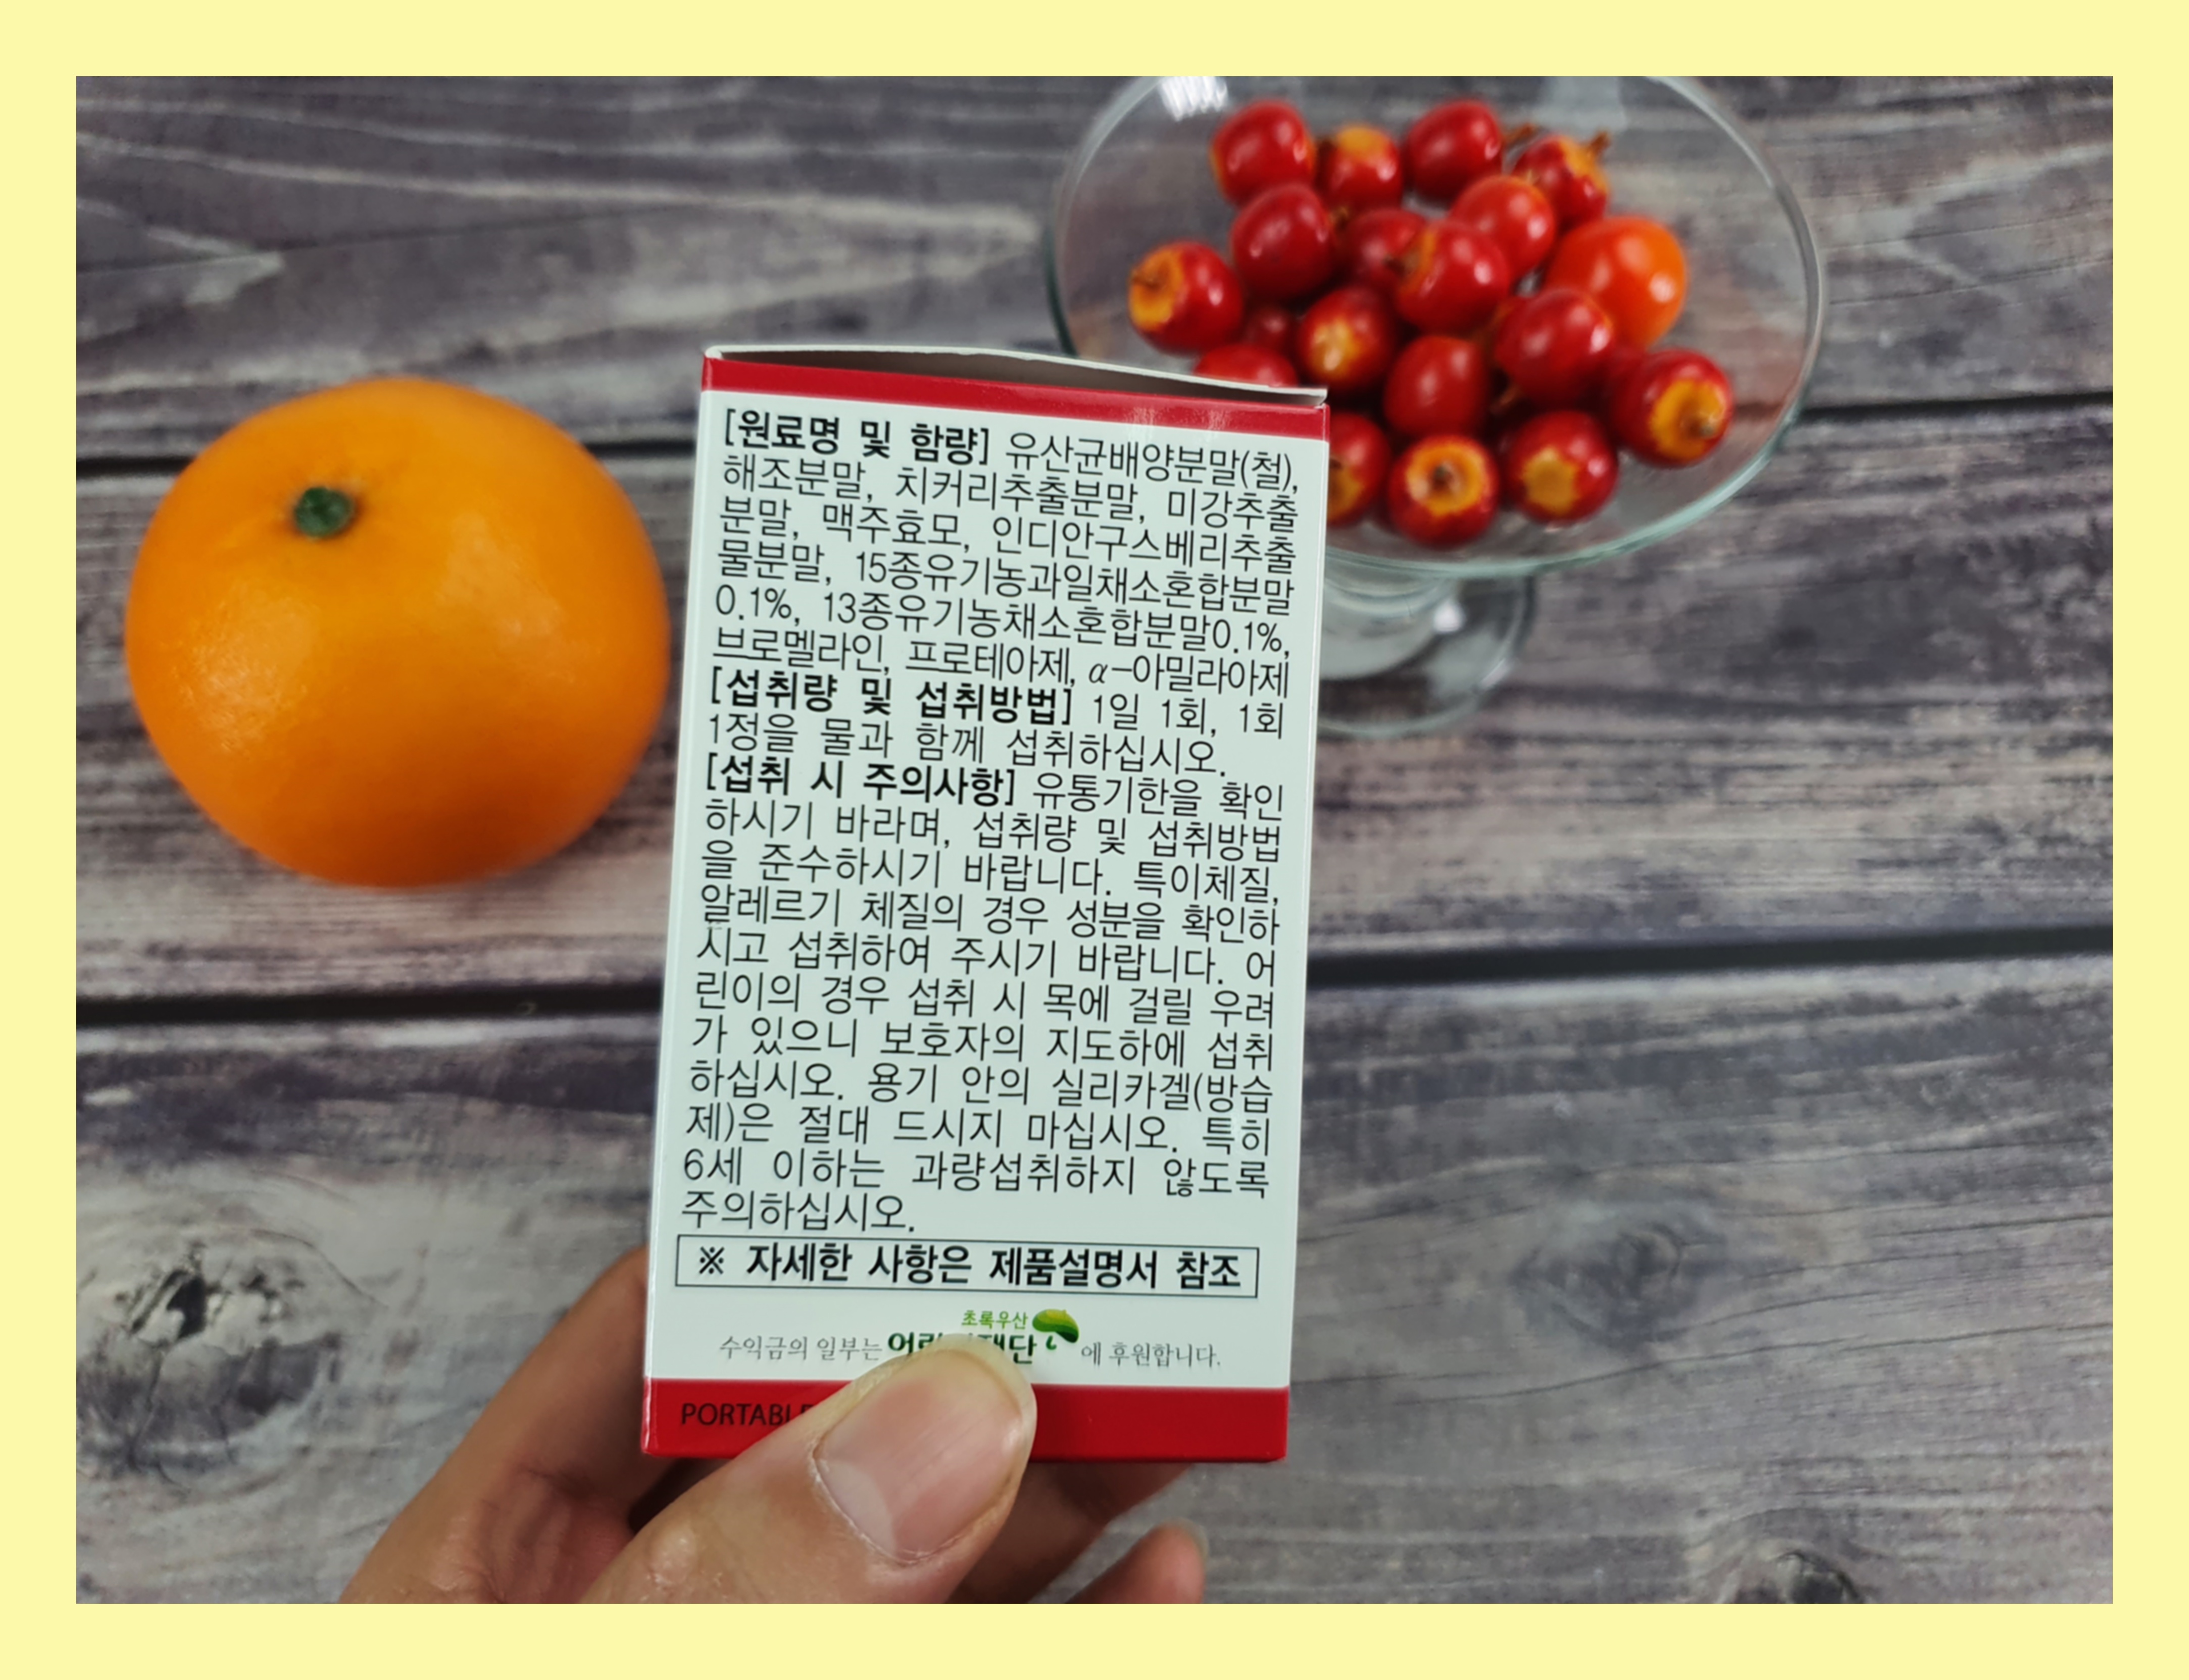 [원료명 및 함량] 유산균배양분말(철),
해조분말, 치커리추출분말, 미강추출
분말, 맥주효모, 인디안구스베리추출
물분말, 15종유기농과일채소혼합분말
0.1%, 13종유기농채소혼합분말0.1%,
브로멜라인, 프로테아제, α-아밀라아제
[섭취량 및 섭취방법] 1일 1회, 1회
1정을 물과 함께 섭취하십시오.
[섭취 시 주의사항] 유통기한을 확인
하시기 바라며, 섭취량 및 섭취방법
을 준수하시기 바랍니다. 특이체질,
알레르기 체질의 경우 성분을 확인하
시고 섭취하여 주시기 바랍니다. 어
린이의 경우 섭취 시 목에 걸릴 우려
가 있으니 보호자의 지도하에 섭취
하십시오. 용기 안의 실리카겔(방습
제)은 절대 드시지 마십시오. 특히
6세 이하는 과량섭취하지 않도록
주의하십시오.
※ 자세한 사항은 제품설명서 참조
초록우산
수익금의 일부는 에 후원합니다.